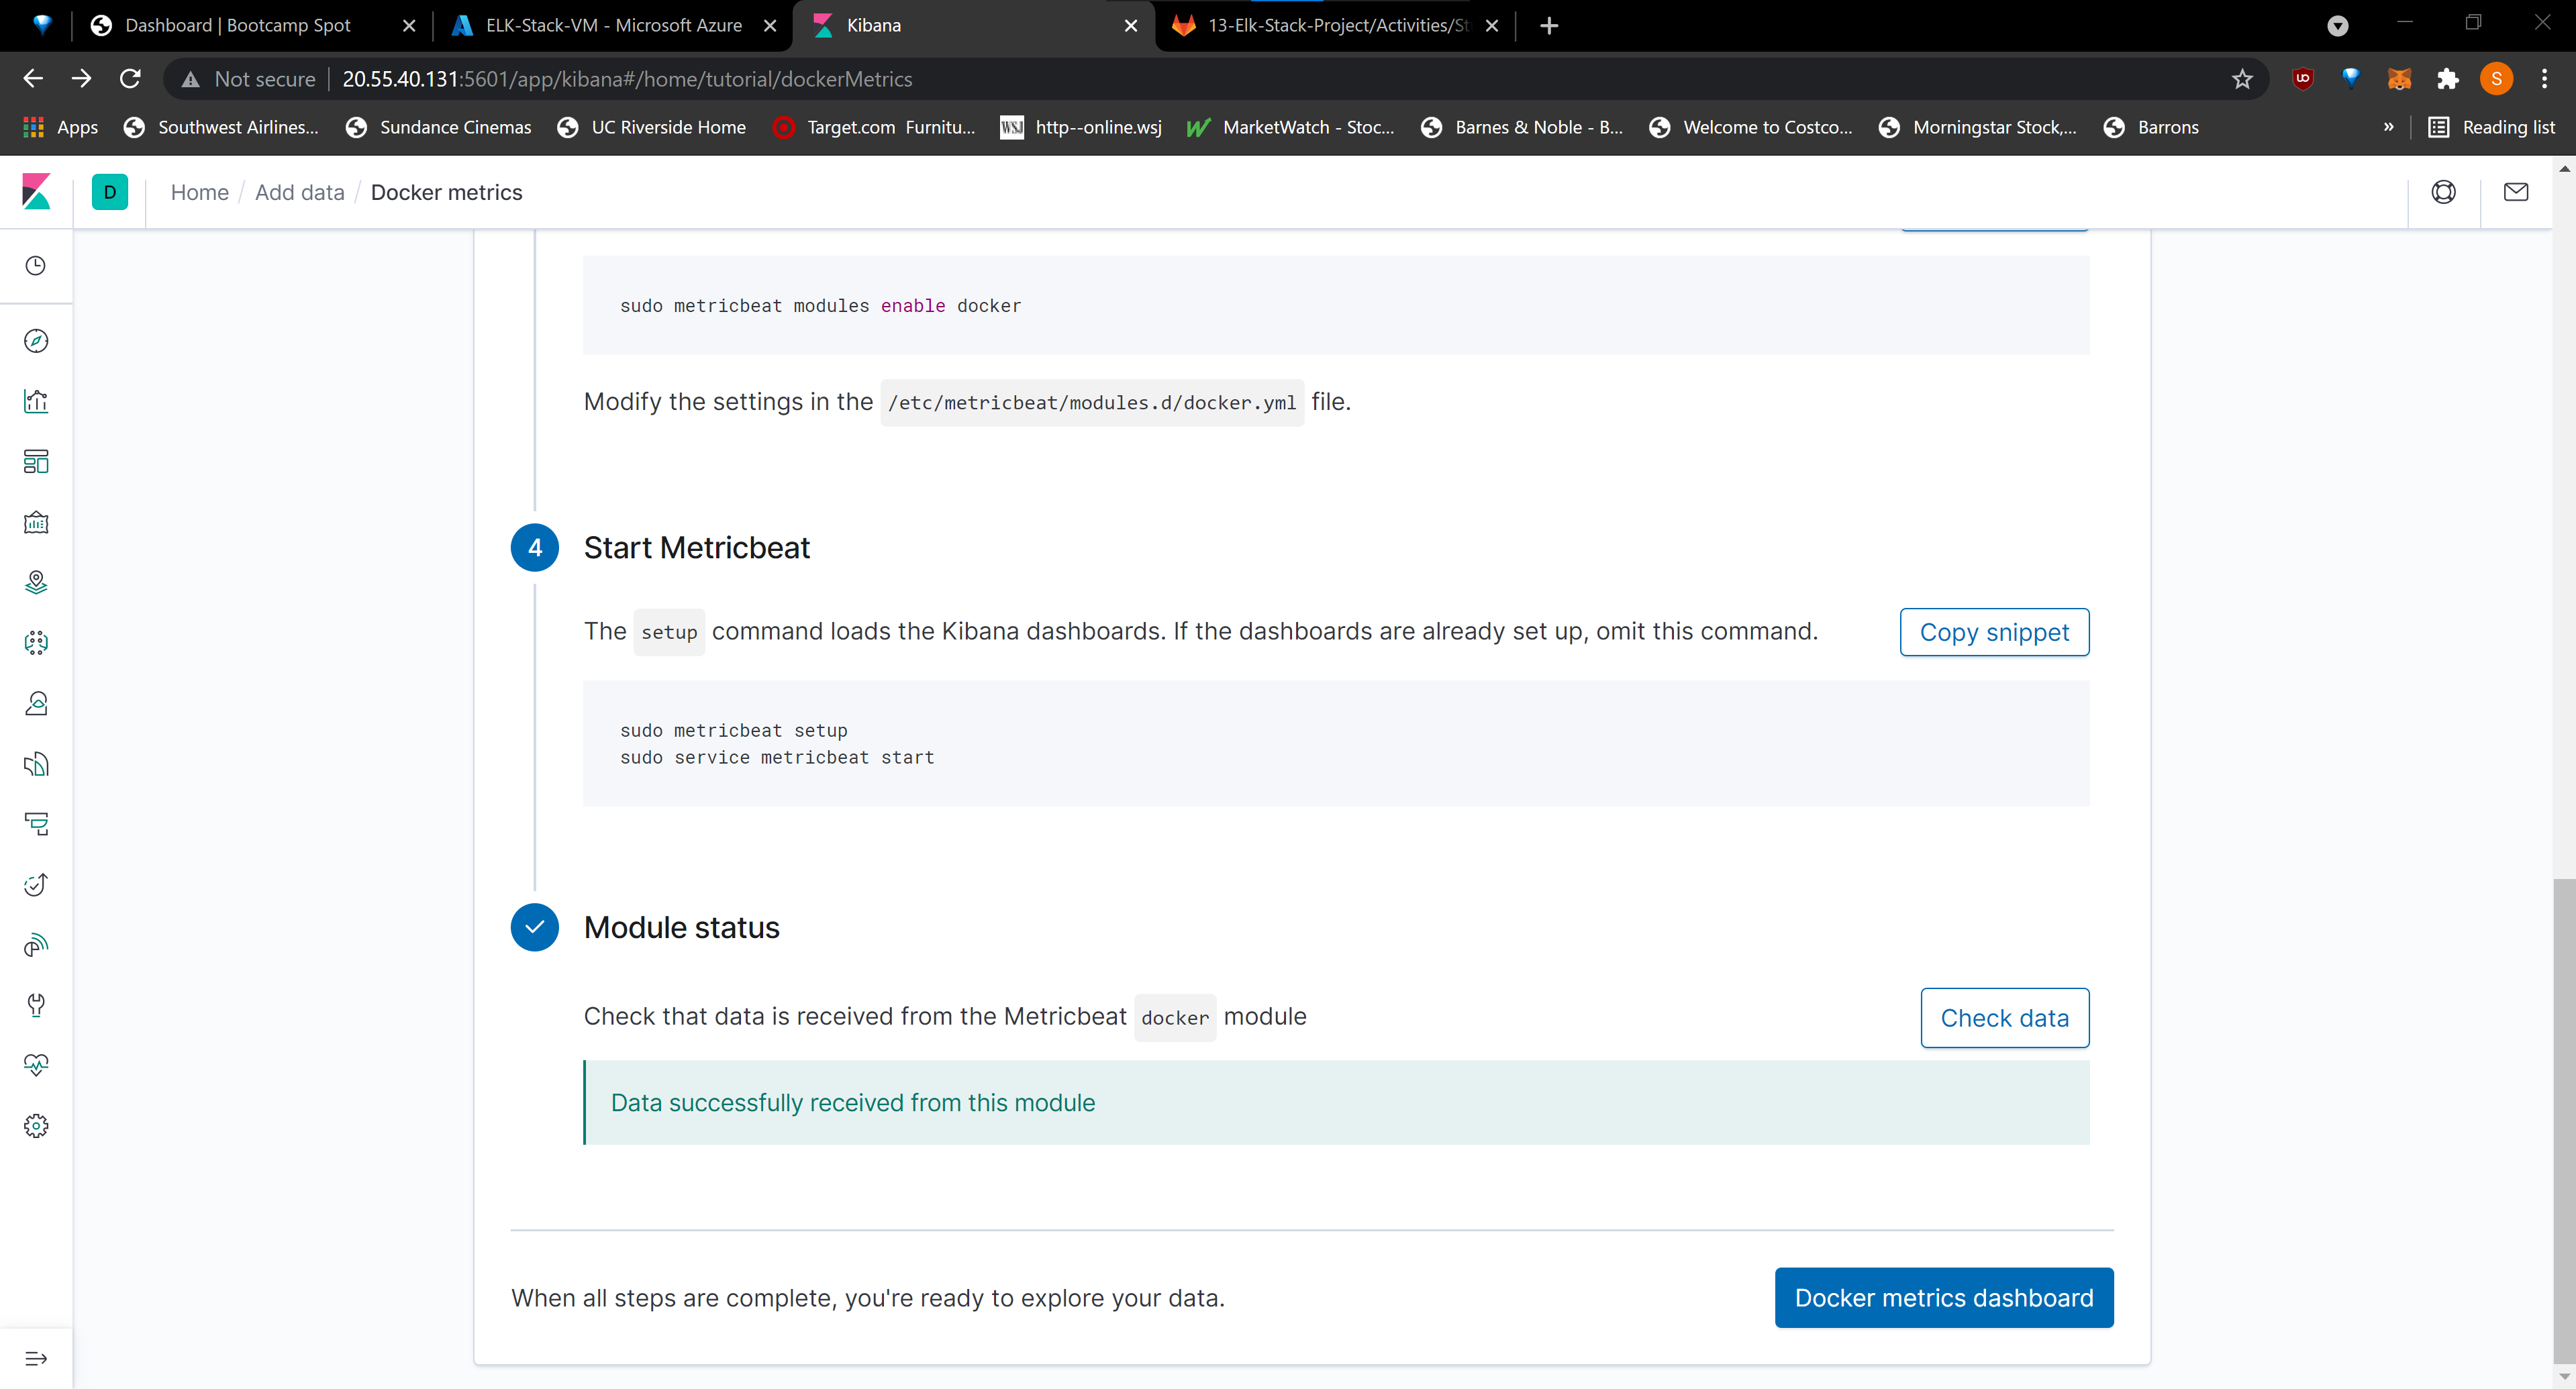 Dashboard | Bootcamp Spot
ELK-Stack-VM - Microsoft Azure
Kibana
13-Elk-Stack-Project/Activities/St
Not secure
20.55.40.131:5601/app/kibana#/home/tutorial/dockerMetrics
UO
S
Apps
Southwest Airlines...
Sundance Cinemas
UC Riverside Home
Target.com Furnitu...
WSJ
http--online.wsj
MarketWatch - Stoc...
Barnes & Noble - B...
Welcome to Costco...
Morningstar Stock,...
Barrons
»
Reading list
D
Home / Add data / Docker metrics
sudo metricbeat modules enable docker
Modify the settings in the /etc/metricbeat/modules.d/docker.yml file.
4
Start Metricbeat
The setup command loads the Kibana dashboards. If the dashboards are already set up, omit this command.
Copy snippet
sudo metricbeat setup
sudo service metricbeat start
Module status
Check that data is received from the Metricbeat docker module
Check data
Data successfully received from this module
When all steps are complete, you're ready to explore your data.
Docker metrics dashboard